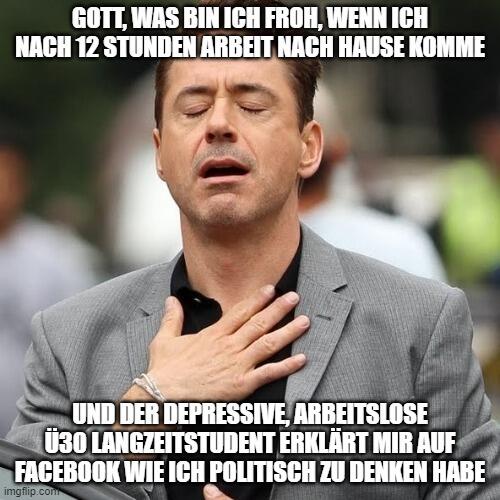 GOTT, WAS BIN ICH FROH, WENN ICH
NACH 12 STUNDEN ARBEIT NACH HAUSE KOMME
UND DER DEPRESSIVE, ARBEITSLOSE
Ü30 LANGZEITSTUDENT ERKLÄRT MIR AUF
FACEBOOK WIE ICH POLITISCH ZU DENKEN HABE
imgflip.com